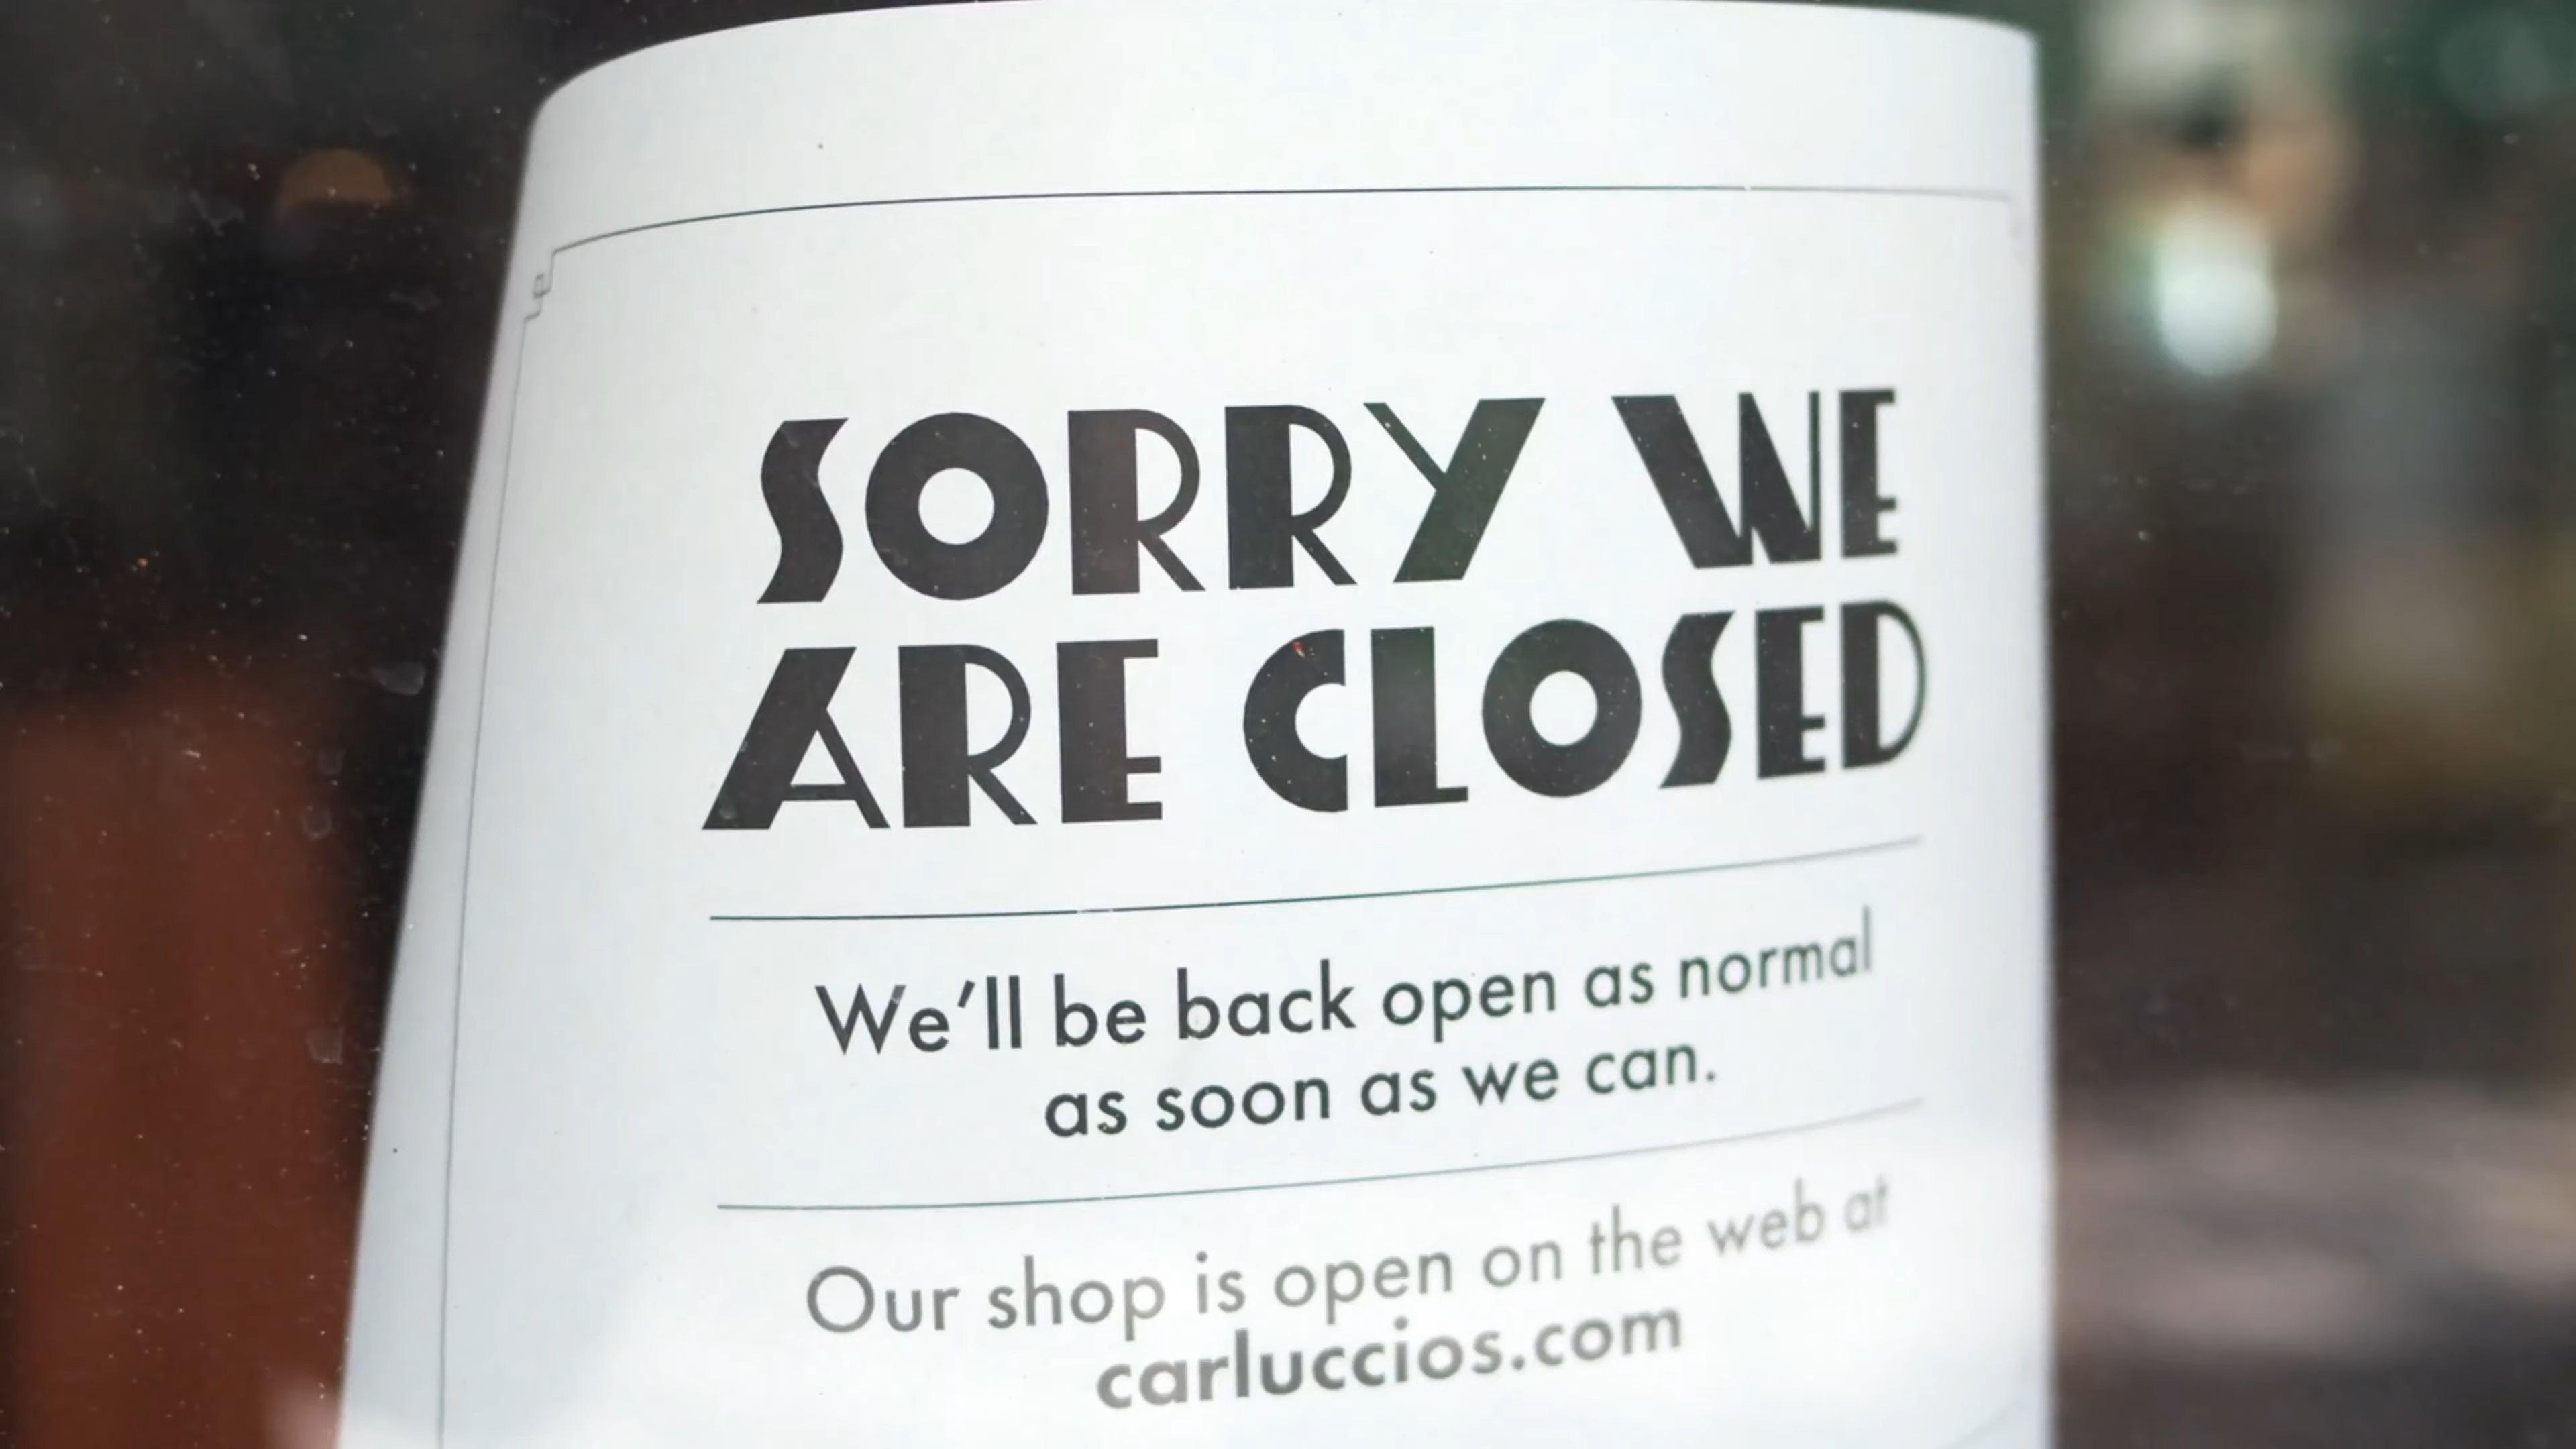 SORRY WE
ARE CLOSED
We'll be back open as normal
as soon as we can.
Our shop is open on the web at
carluccios.com